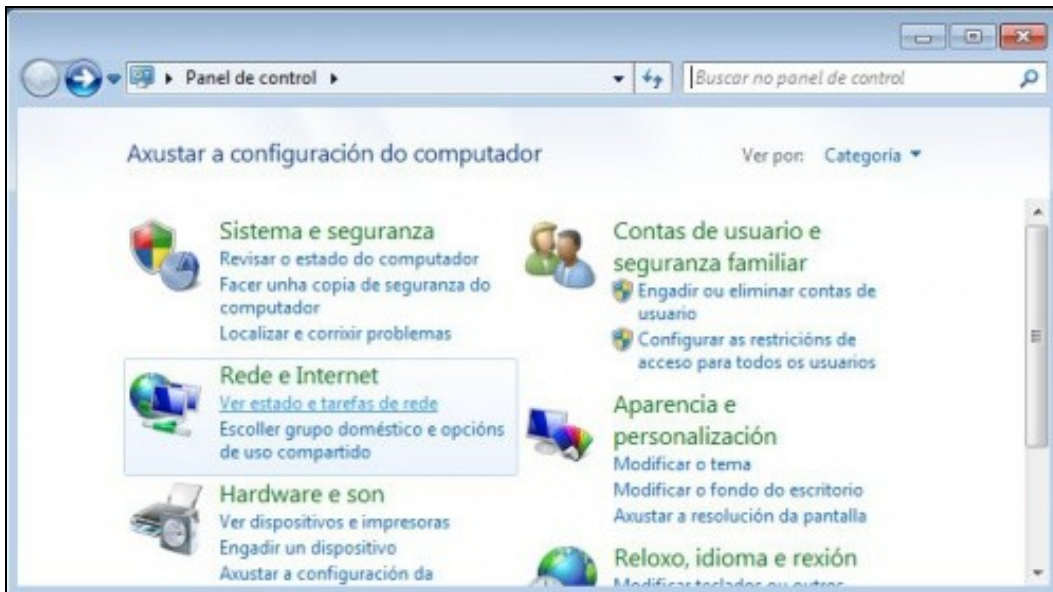 Panel de control
Buscar no panel de control
Axustar a configuración do computador
Ver por: Categoría
Sistema e seguranza
Revisar o estado do computador
Facer unha copia de seguranza do
computador
Localizar e corrixir problemas
Rede e Internet
Ver estado e tarefas de rede
Escoller grupo doméstico e opcións
de uso compartido
Hardware e son
Ver dispositivos e impresoras
Engadir un dispositivo
Axustar a configuración da
Contas de usuario e
seguranza familiar
Engadir ou eliminar contas de
usuario
Configurar as restricións de
acceso para todos os usuarios
Aparencia e
personalización
Modificar o tema
Modificar o fondo do escritorio
Axustar a resolución da pantalla
Reloxo, idioma e rexión
Modificar teclados ou outros